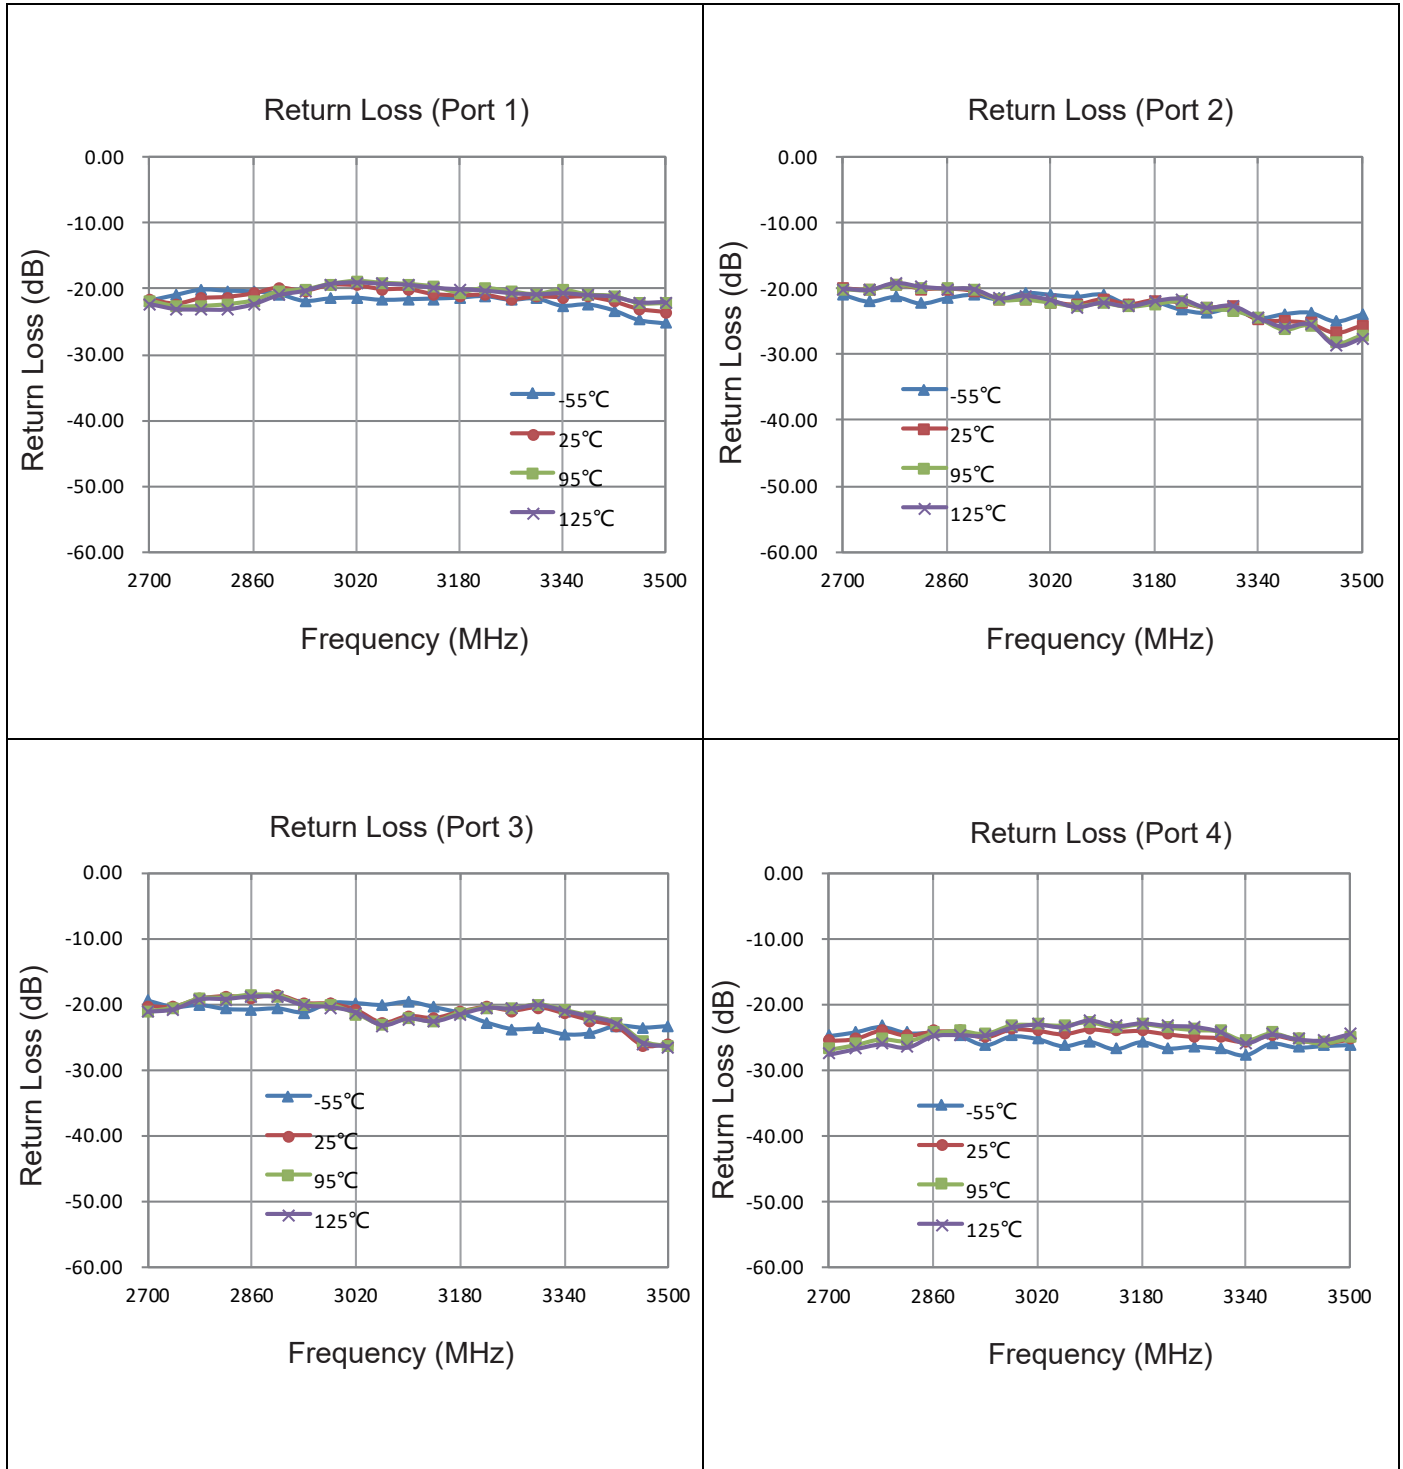 Return Loss (Port 1)
Return Loss (dB)
0.00
-10.00
-20.00
-30.00
-40.00
-50.00
-60.00
-55℃
25℃
95℃
125℃
2700 2860 3020 3180 3340 3500
Frequency (MHz)
Return Loss (Port 2)
Return Loss (dB)
0.00
-10.00
-20.00
-30.00
-40.00
-50.00
-60.00
-55℃
25℃
95℃
125℃
2700 2860 3020 3180 3340 3500
Frequency (MHz)
Return Loss (Port 3)
Return Loss (dB)
0.00
-10.00
-20.00
-30.00
-40.00
-50.00
-60.00
-55℃
25℃
95℃
125℃
2700 2860 3020 3180 3340 3500
Frequency (MHz)
Return Loss (Port 4)
Return Loss (dB)
0.00
-10.00
-20.00
-30.00
-40.00
-50.00
-60.00
-55℃
25℃
95℃
125℃
2700 2860 3020 3180 3340 3500
Frequency (MHz)